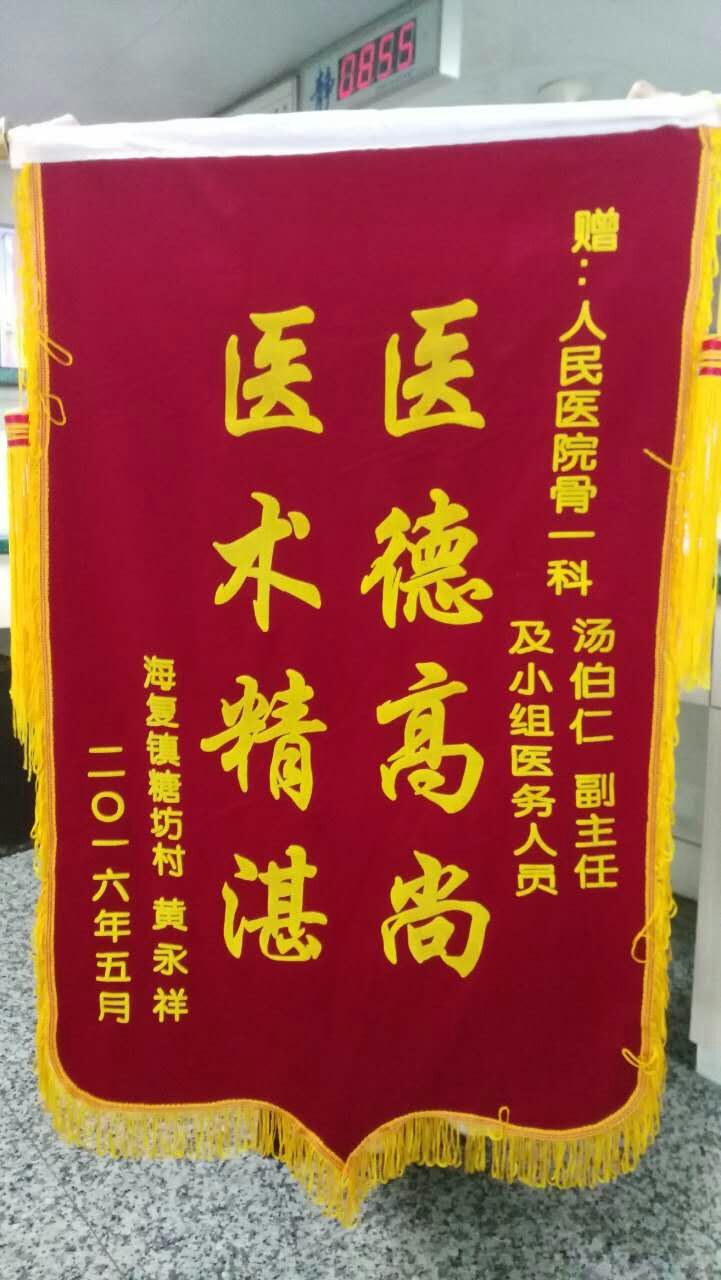 静
0855
赠：人民医院骨一科
汤伯仁 副主任
及小组医务人员
医德高尚
医术精湛
海复镇糖坊村 黄永祥
二〇一六年五月